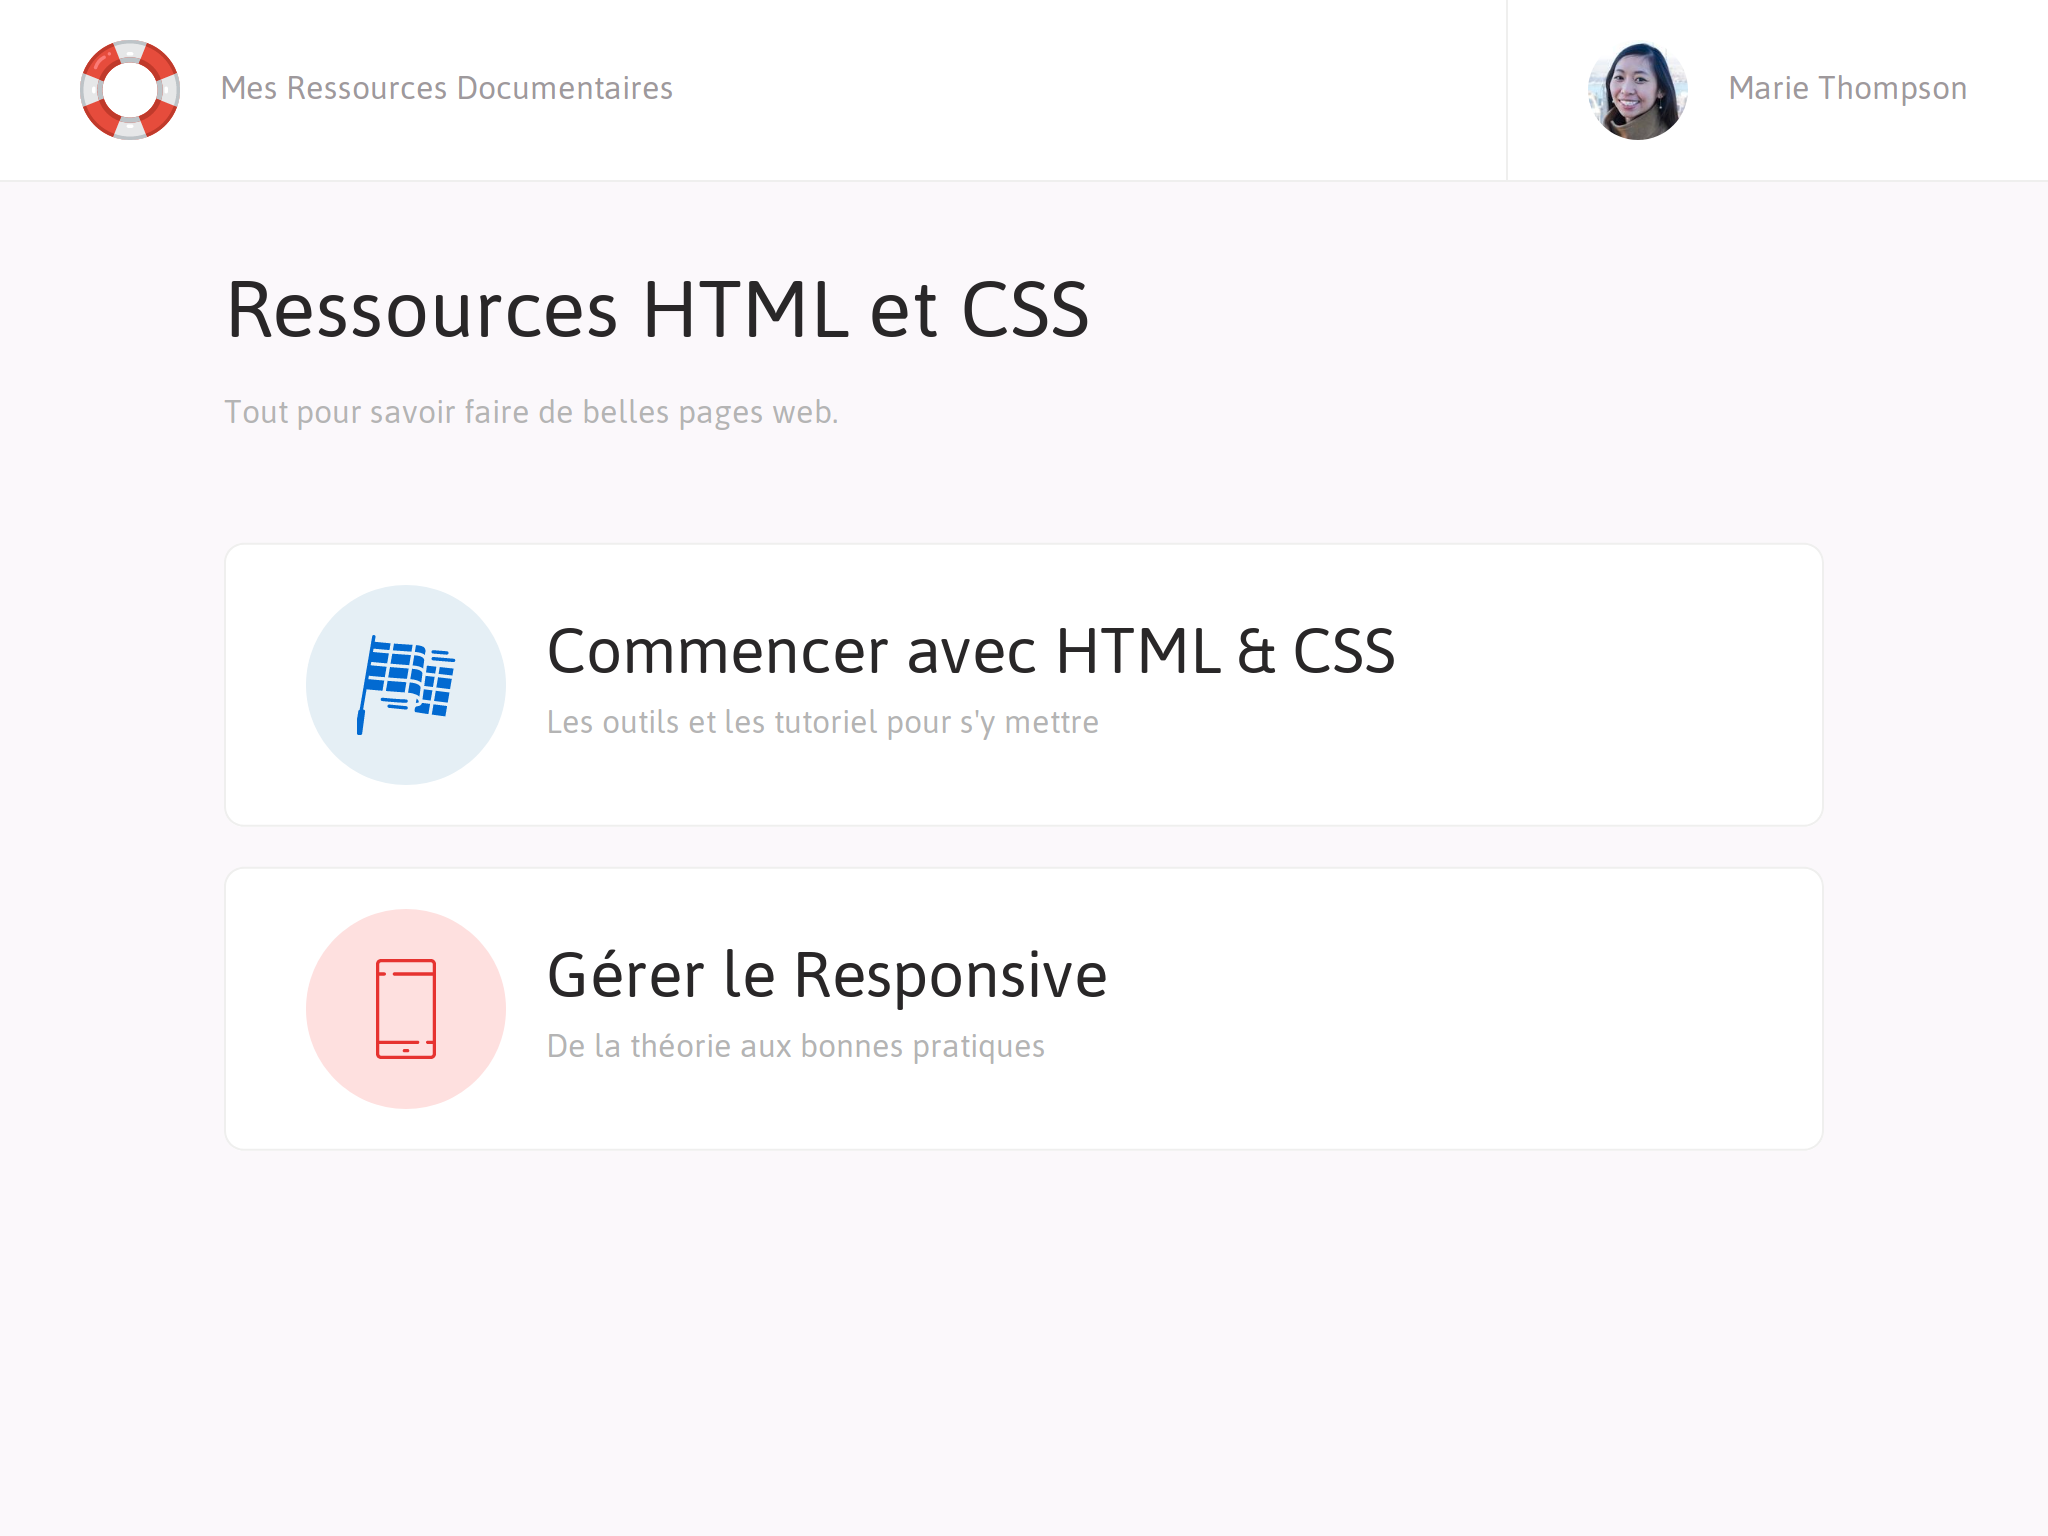 Mes Ressources Documentaires
Marie Thompson
Ressources HTML et CSS
Tout pour savoir faire de belles pages web.
Commencer avec HTML & CSS
Les outils et les tutoriel pour s'y mettre
Gérer le Responsive
De la théorie aux bonnes pratiques